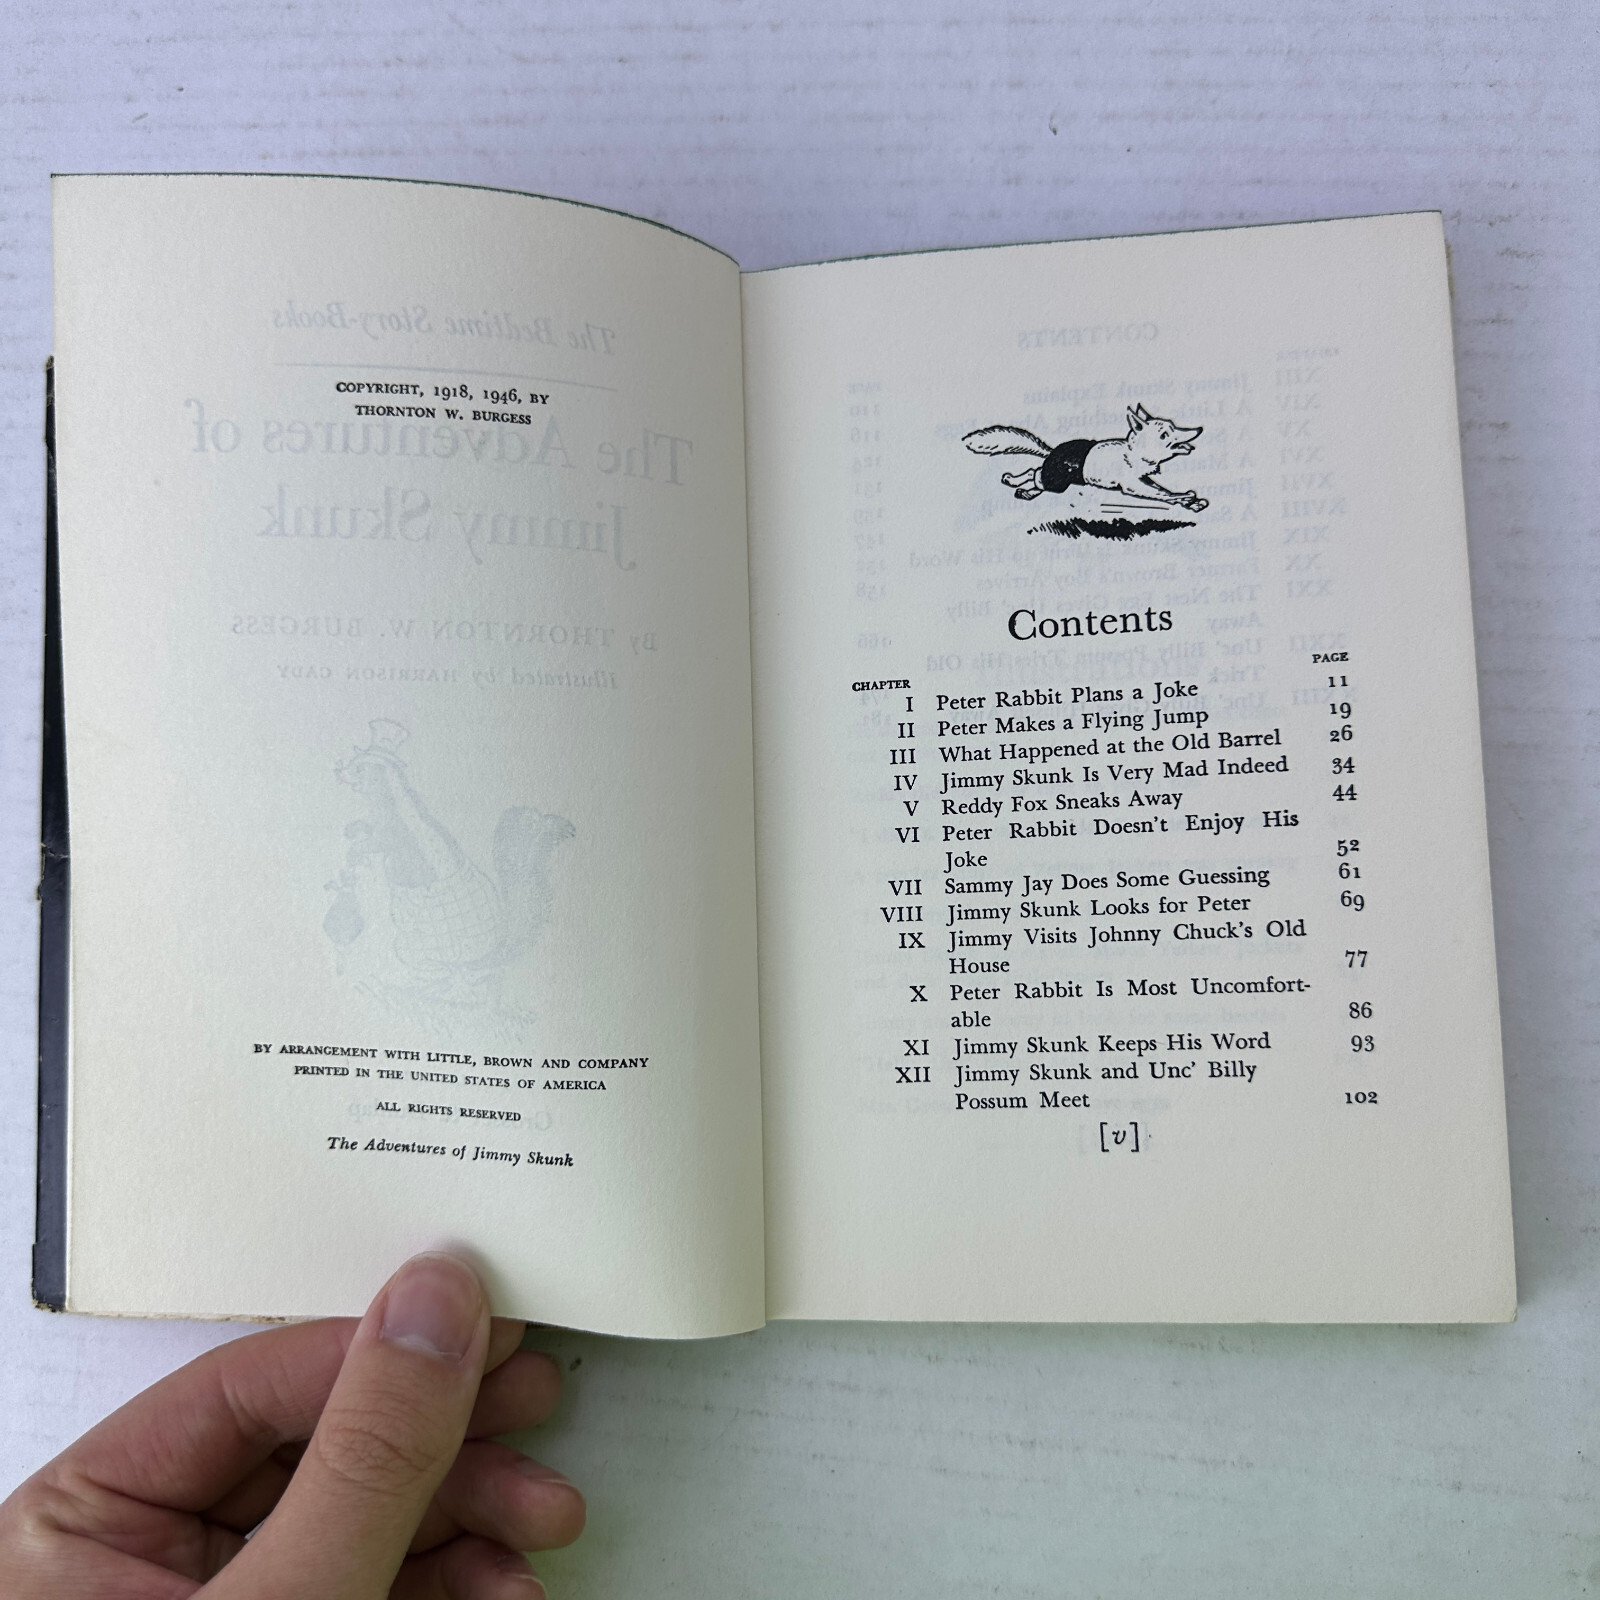 COPYRIGHT, 1918, 1946, BY
THORNTON W. BURGESS
BY ARRANGEMENT WITH LITTLE, BROWN AND COMPANY
PRINTED IN THE UNITED STATES OF AMERICA
ALL RIGHTS RESERVED
The Adventures of Jimmy Skunk
Contents
CHAPTER PAGE
I Peter Rabbit Plans a Joke 11
II Peter Makes a Flying Jump 19
III What Happened at the Old Barrel 26
IV Jimmy Skunk Is Very Mad Indeed 34
V Reddy Fox Sneaks Away 44
VI Peter Rabbit Doesn't Enjoy His
Joke 52
VII Sammy Jay Does Some Guessing 61
VIII Jimmy Skunk Looks for Peter 69
IX Jimmy Visits Johnny Chuck's Old
House 77
X Peter Rabbit Is Most Uncomfort-
able 86
XI Jimmy Skunk Keeps His Word 93
XII Jimmy Skunk and Unc' Billy
Possum Meet 102
[v]